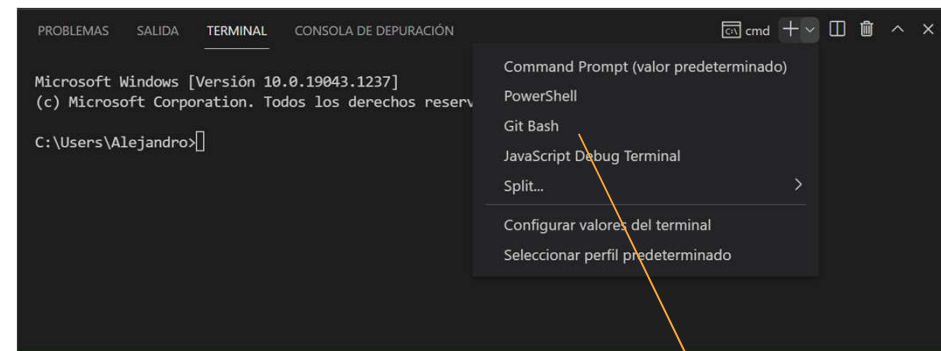 PROBLEMAS SALIDA TERMINAL CONSOLA DE DEPURACIÓN cmd
Microsoft Windows [Versión 10.0.19043.1237]
(c) Microsoft Corporation. Todos los derechos reserv
C:\Users\Alejandro>
Command Prompt (valor predeterminado)
PowerShell
Git Bash
JavaScript Debug Terminal
Split...
Configurar valores del terminal
Seleccionar perfil predeterminado